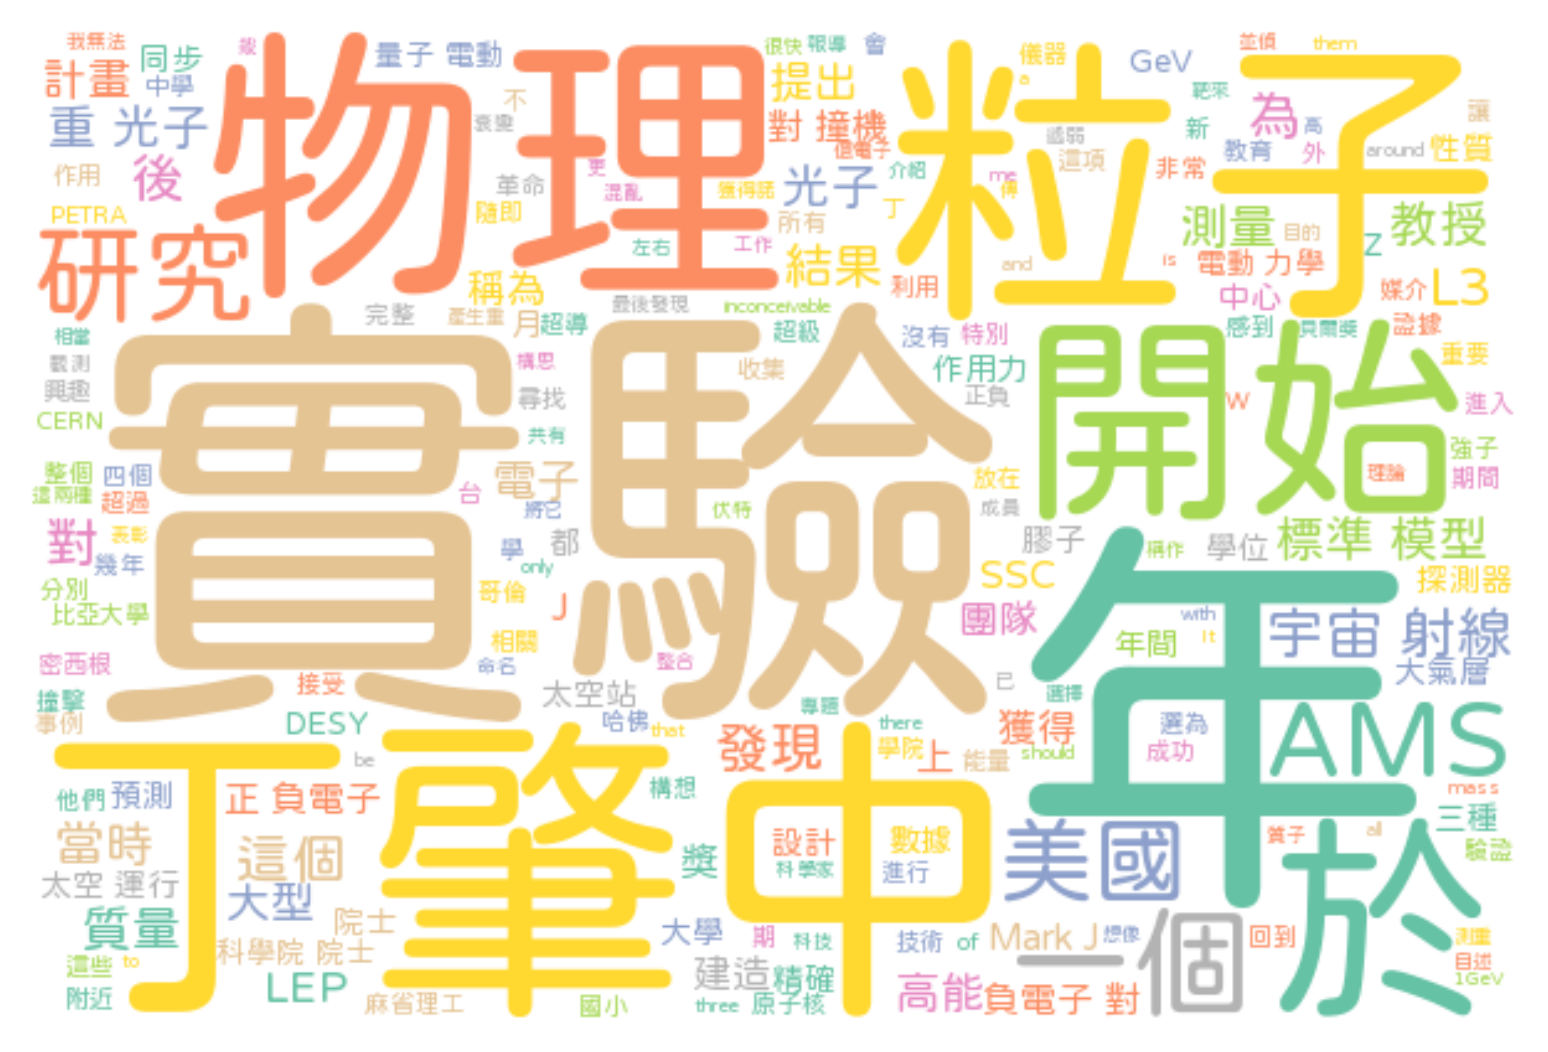 我無法
同步
計畫
中學
銳
量子 電動
很快
報導
會
儀器
a
GeV
並偵
them
物理
粒子
不
衰變
提出
對 撞機
靶來
為
高
讓
重 光子
後
作用
PETRA
研究
革命
隨即
更
混亂
獲得諾
光子
介紹
遞弱
這項
me
非常
新
教育
外
around
性質
丁
所有
左右
工作
結果
稱為
利用
and
is
測量
目的
Z
教授
電動 力學
中心
媒介
L3
完整
產生重
月
超導
最後發現
inconceivable
超級
沒有
特別
感到
貝爾獎
證據
相當
觀測
興趣
CERN
構思
收集
作用力
正負
重要
實驗
開始
尋找
共有
W
進入
整個
四個
這兩種
超過
電子
台
將它
伏特
放在
成員
理論
強子
期間
對
表彰
幾年
學
都
only
膠子
稱作
學位
標準 模型
分別
比亞大學
哥倫
J
SSC
探測器
相關
團隊
with
It
年間
宇宙 射線
密西根
命名
整合
大氣層
撞擊
事例
接受
太空站
專題
已
選擇
年
DESY
哈佛
that
there
獲得
選為
AMS
be
發現
學院
上
能量
should
成功
mass
他們
預測
正 負電子
構想
丁肇中
當時
這個
獎
設計
數據
科學家
進行
美國
質子
all
三種
驗證
太空 運行
大型
質量
院士
科學院 院士
大學
期
科技
技術
of
Mark J
想像
一個
回到
於
測重
這些
to
附近
LEP
麻省理工
國小
建造
精確
three
原子核
高能
負電子 對
自述
1GeV